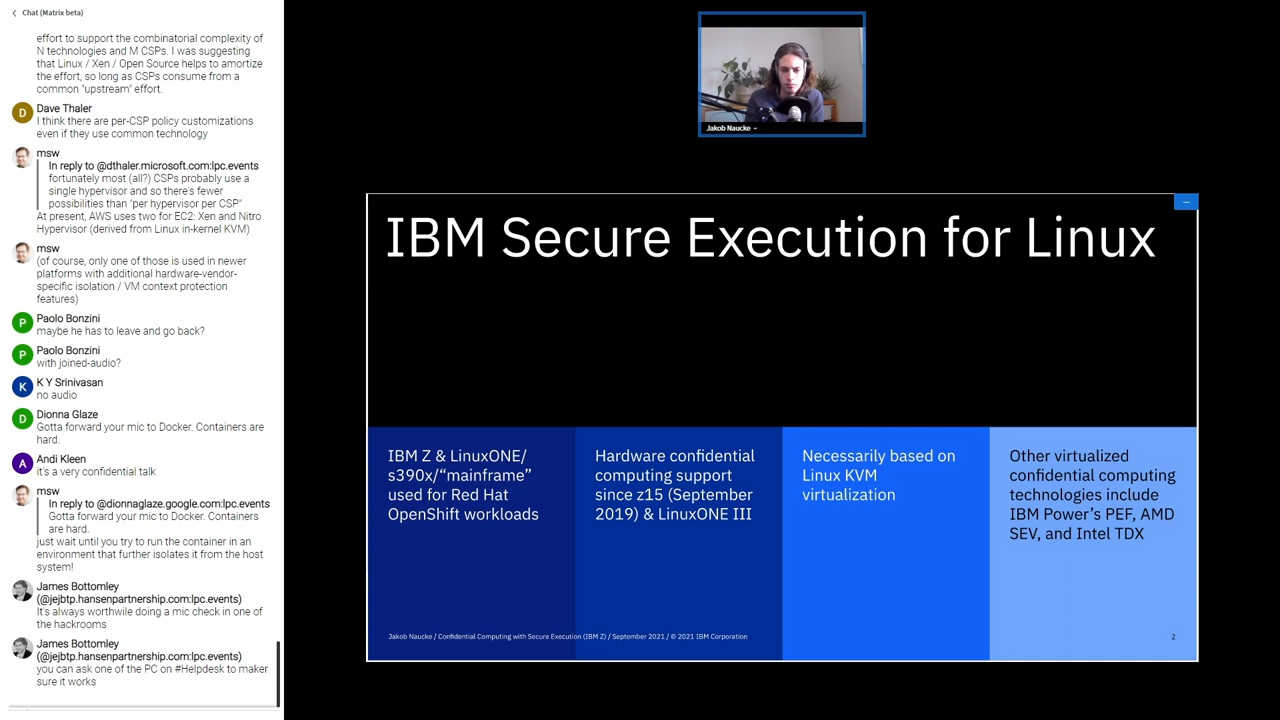 Chat (Matrix beta)
effort to support the combinatorial complexity of
N technologies and M CSPs. I was suggesting
that Linux / Xen / Open Source helps to amortize
the effort, so long as CSPs consume from a
common "upstream" effort.
D
Dave Thaler
I think there are per-CSP policy customizations
even if they use common technology
msw
In reply to @dthaler:microsoft.com:lpc.events
fortunately most (all?) CSPs probably use a
single hypervisor and so there's fewer
possibilities than "per hypervisor per CSP"
At present, AWS uses two for EC2: Xen and Nitro
Hypervisor (derived from Linux in-kernel KVM)
msw
(of course, only one of those is used in newer
platforms with additional hardware-vendor-
specific isolation / VM context protection
features)
P
Paolo Bonzini
maybe he has to leave and go back?
P
Paolo Bonzini
with joined-audio?
K
K Y Srinivasan
no audio
D
Dionna Glaze
Gotta forward your mic to Docker. Containers are
hard.
A
Andi Kleen
it's a very confidential talk
msw
In reply to @dionnaglaze.google.com:lpc.events
Gotta forward your mic to Docker. Containers
are hard.
just wait until you try to run the container in an
environment that further isolates it from the host
system!
James Bottomley
(@jejbtp.hansenpartnership.com:lpc.events)
It's always worthwile doing a mic check in one of
the hackrooms
James Bottomley
(@jejbtp.hansenpartnership.com:lpc.events)
you can ask one of the PC on #Helpdesk to maker
sure it works
Jakob Naucke
IBM Secure Execution for Linux
IBM Z & LinuxONE/
s390x/“mainframe”
used for Red Hat
OpenShift workloads
Hardware confidential
computing support
since z15 (September
2019) & LinuxONE III
Necessarily based on
Linux KVM
virtualization
Other virtualized
confidential computing
technologies include
IBM Power’s PEF, AMD
SEV, and Intel TDX
Jakob Naucke / Confidential Computing with Secure Execution (IBM Z) / September 2021 / © 2021 IBM Corporation
2